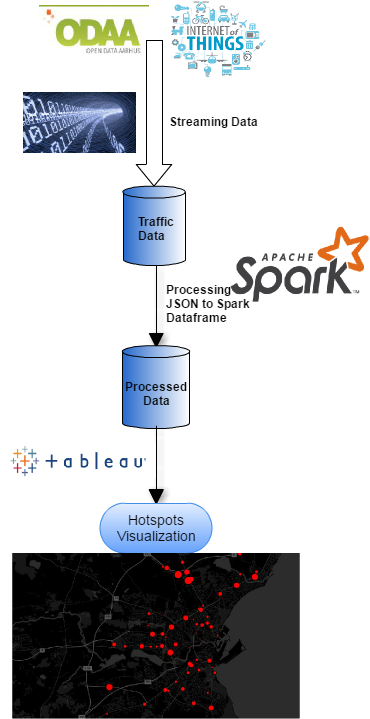 ODAA
OPEN DATA AARHUS
INTERNET of
THINGS
Streaming Data
Traffic
Data
APACHE
Spark™
Processing
JSON to Spark
Dataframe
Processed
Data
+ a b l e a u
Hotspots
Visualization